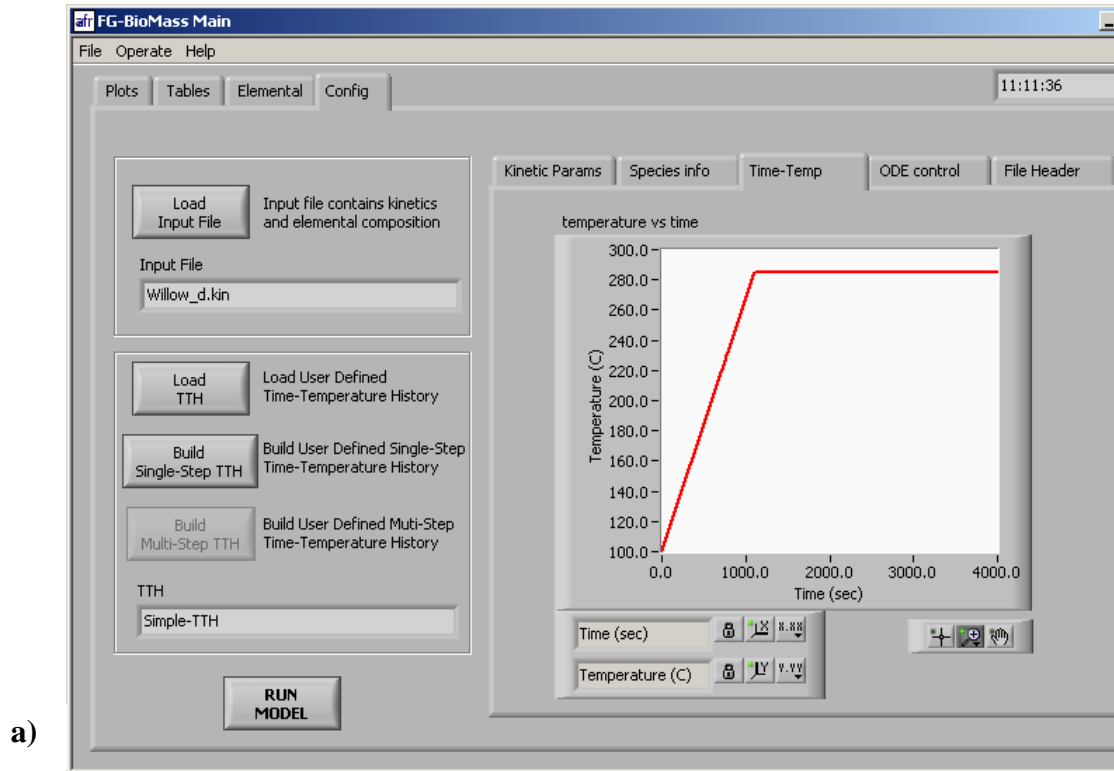 afr FG-BioMass Main
File Operate Help
Plots Tables Elemental Config
11:11:36
Load
Input File
Input file contains kinetics
and elemental composition
Input File
Willow_d.kin
Load
TTH
Load User Defined
Time-Temperature History
Build
Single-Step TTH
Build User Defined Single-Step
Time-Temperature History
Build
Multi-Step TTH
Build User Defined Muti-Step
Time-Temperature History
TTH
Simple-TTH
RUN
MODEL
Kinetic Params Species info Time-Temp ODE control File Header
temperature vs time
Temperature (C)
300.0
280.0
260.0
240.0
220.0
200.0
180.0
160.0
140.0
120.0
100.0
0.0 1000.0 2000.0 3000.0 4000.0
Time (sec)
Time (sec) X X.XX
Temperature (C) Y Y.YY
a)